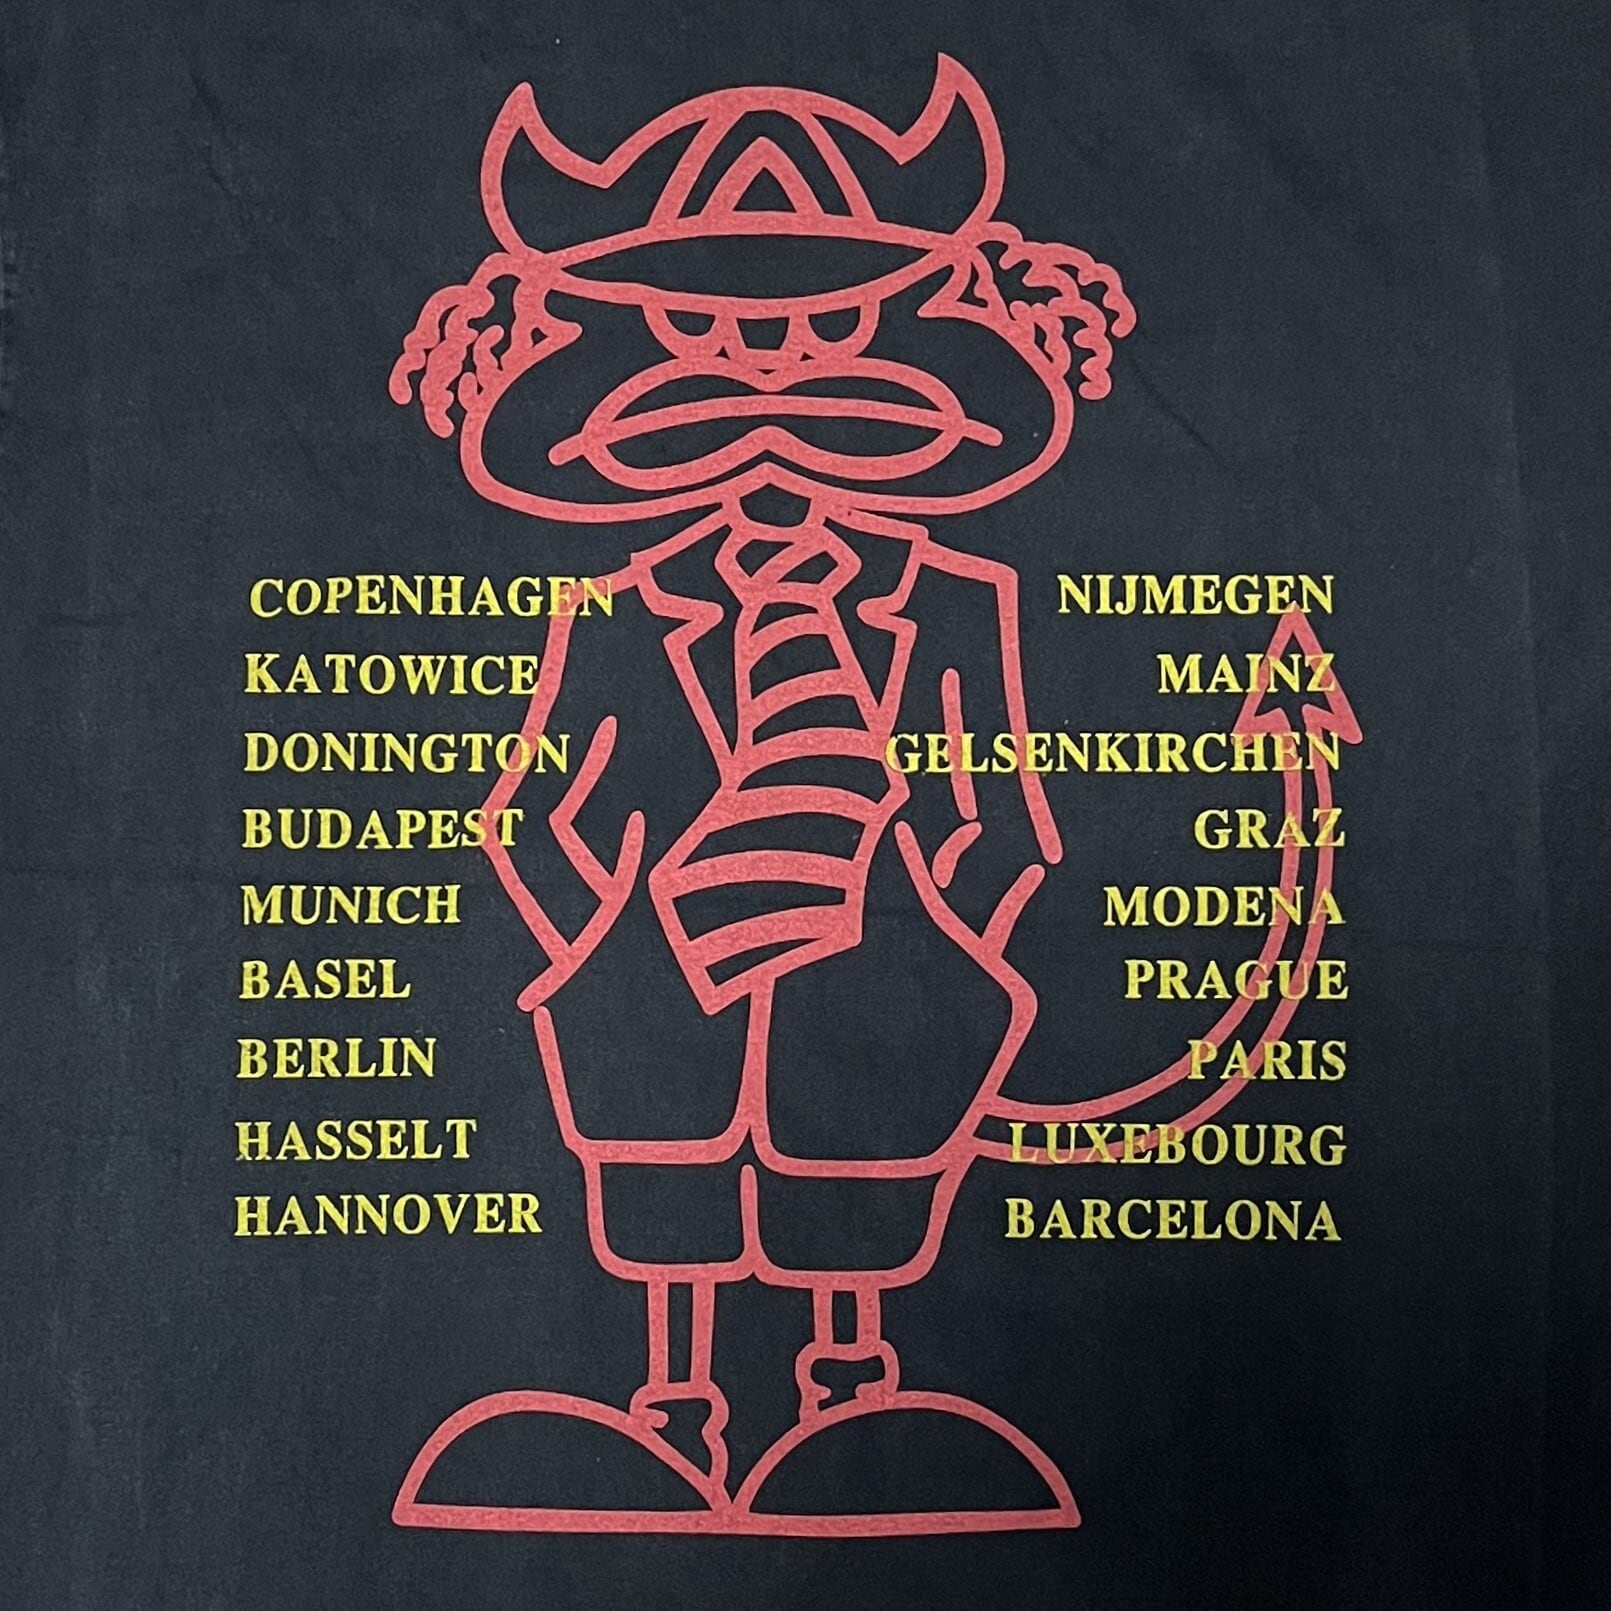 COPENHAGEN
KATOWICE
DONINGTON
BUDAPEST
MUNICH
BASEL
BERLIN
HASSELT
HANNOVER
NIJMEGEN
MAINZ
GELSENKIRCHEN
GRAZ
MODENA
PRAGUE
PARIS
LUXEBOURG
BARCELONA
A